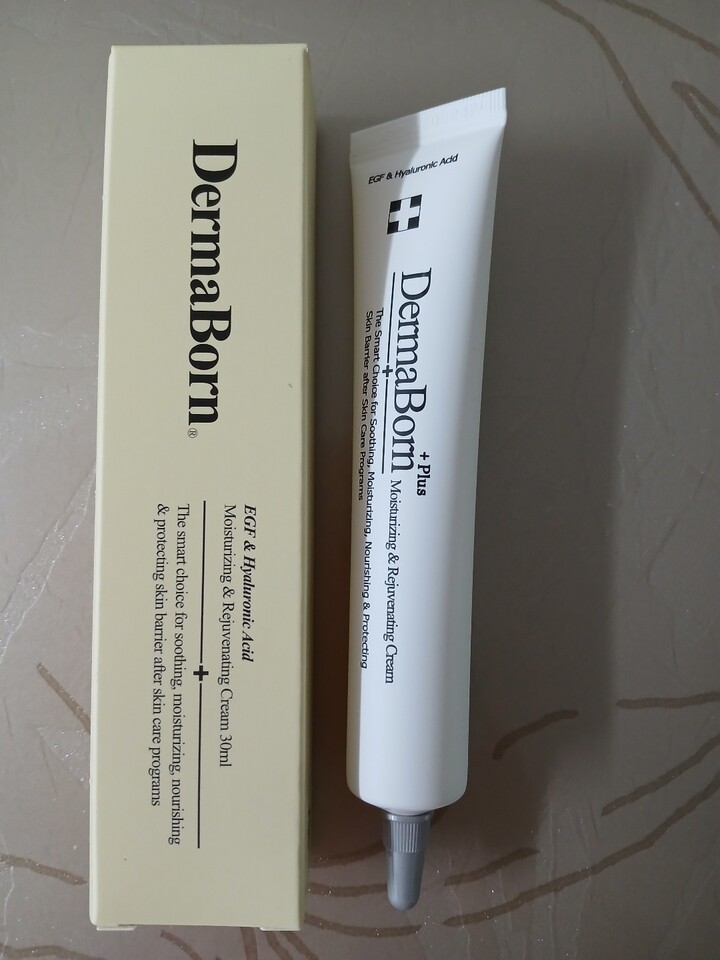 DermaBorn®
EGF & Hyaluronic Acid
Moisturizing & Rejuvenating Cream 30ml
The smart choice for soothing, moisturizing, nourishing
& protecting skin barrier after skin care programs
EGF & Hyaluronic Acid
+ Plus
DermaBorn Moisturizing & Rejuvenating Cream
The Smart Choice for Soothing, Moisturizing, Nourishing & Protecting
Skin Barrier after Skin Care Programs